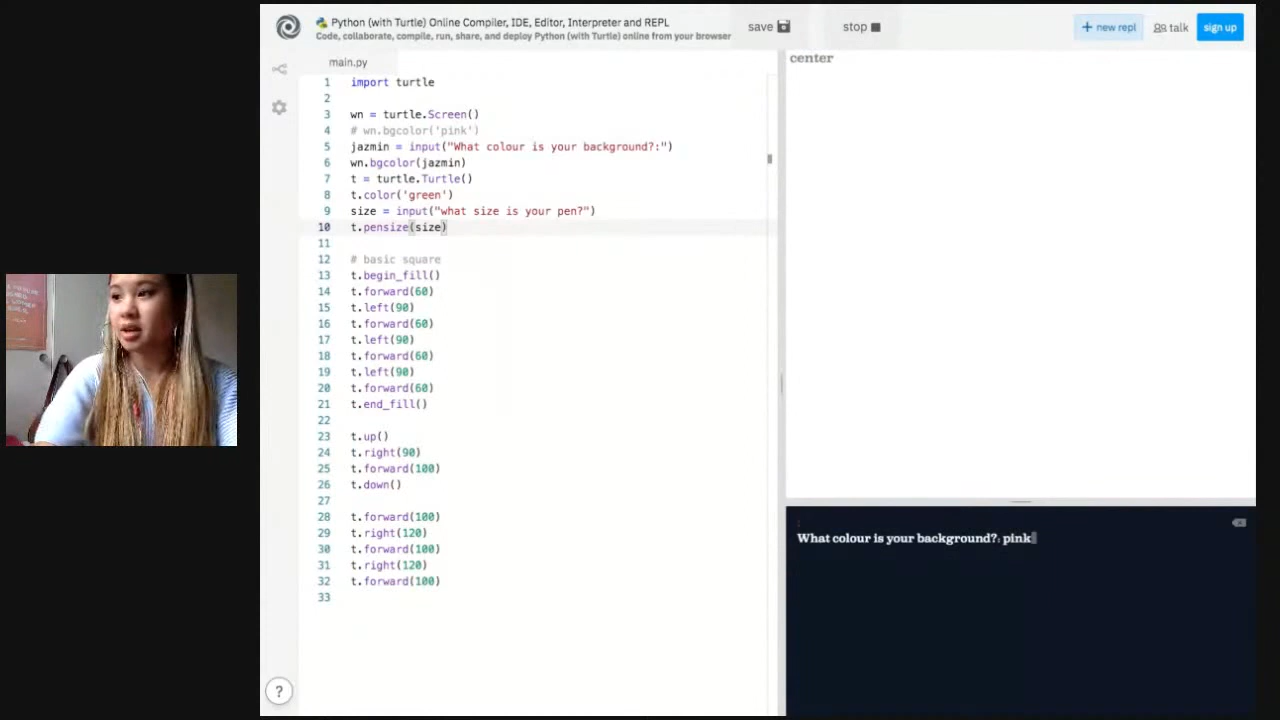 Python (with Turtle) Online Compiler, IDE, Editor, Interpreter and REPL
Code, collaborate, compile, run, share, and deploy Python (with Turtle) online from your browser
save
stop
+ new repl
talk
sign up
main.py
center
1 import turtle
2
3 wn = turtle.Screen()
4 # wn.bgcolor('pink')
5 jazmin = input("What colour is your background?:")
6 wn.bgcolor(jazmin)
7 t = turtle.Turtle()
8 t.color('green')
9 size = input("what size is your pen?")
10 t.pensize(size)
11
12 # basic square
13 t.begin_fill()
14 t.forward(60)
15 t.left(90)
16 t.forward(60)
17 t.left(90)
18 t.forward(60)
19 t.left(90)
20 t.forward(60)
21 t.end_fill()
22
23 t.up()
24 t.right(90)
25 t.forward(100)
26 t.down()
27
28 t.forward(100)
29 t.right(120)
30 t.forward(100)
31 t.right(120)
32 t.forward(100)
33
What colour is your background?: pink
?